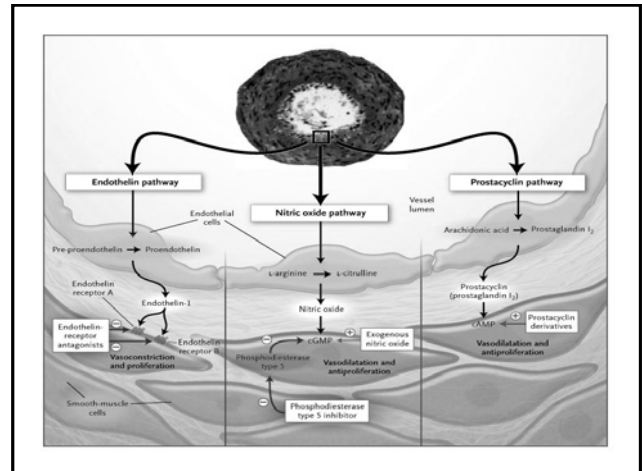 Endothelin pathway
Nitric oxide pathway
Prostacyclin pathway
Vessel
lumen
Endothelial
cells
Pre-proendothelin
Proendothelin
Endothelin
receptor A
Endothelin-1
Endothelin-
receptor
antagonists
−
−
Endothelin
receptor B
Vasoconstriction
and proliferation
Smooth-muscle
cells
L-arginine
L-citrulline
Nitric oxide
−
cGMP
+
Exogenous
nitric oxide
Phosphodiesterase
type 5
Vasodilatation and
antiproliferation
−
Phosphodiesterase
type 5 inhibitor
Arachidonic acid
Prostaglandin I2
Prostacyclin
(prostaglandin I2)
cAMP
+
Prostacyclin
derivatives
Vasodilatation and
antiproliferation